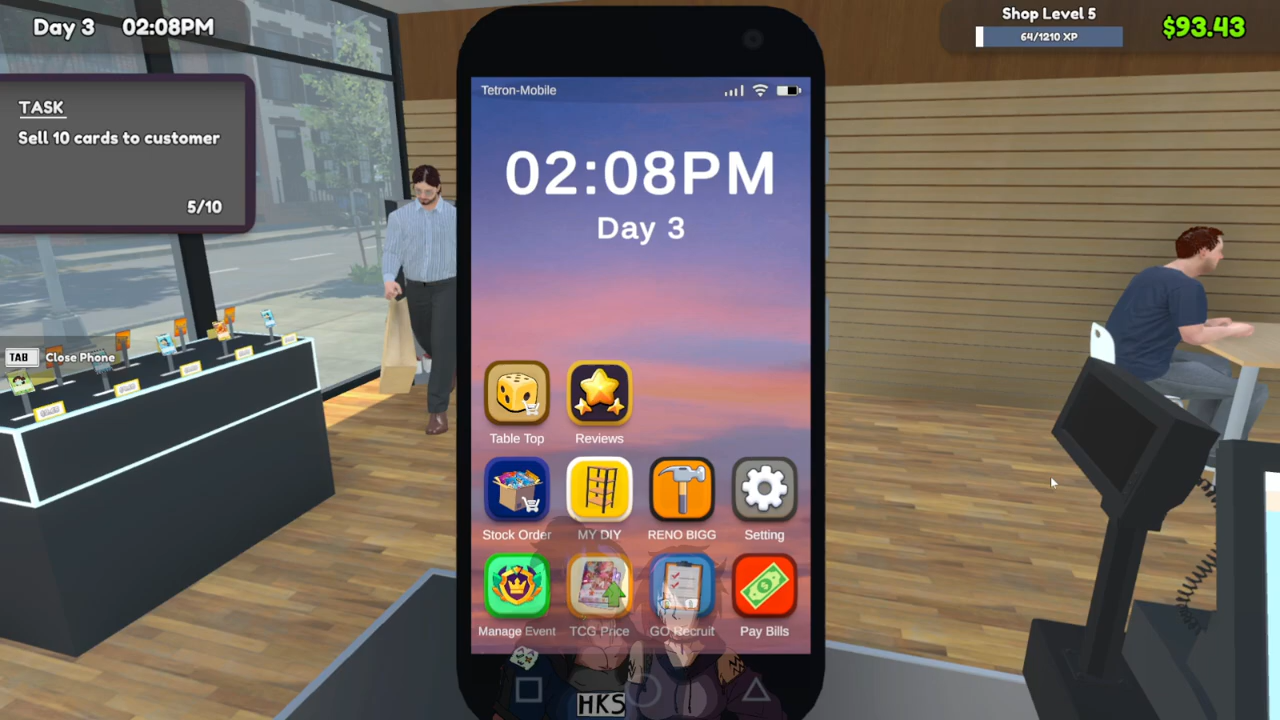 Day 3 02:08PM
Shop Level 5
64/1210 XP
$93.43
TASK
Sell 10 cards to customer
5/10
TAB Close Phone
Tetron-Mobile
02:08PM
Day 3
Table Top Reviews
Stock Order MY DIY RENO BIGG Setting
Manage Event TCG Price GO Recruit Pay Bills
HKS